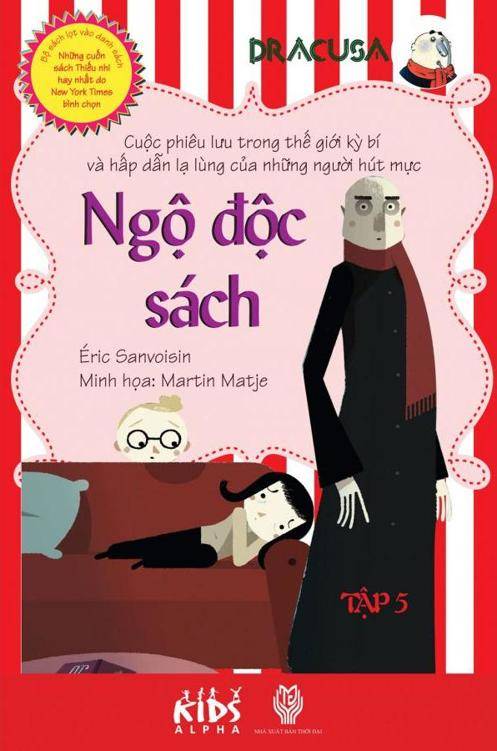 Bộ sách lọt vào danh sách
Những cuốn
sách Thiếu nhi
hay nhất do
New York Times
bình chọn
DRACUSA
Cuộc phiêu lưu trong thế giới kỳ bí
và hấp dẫn lạ lùng của những người hút mực
Ngộ độc
sách
Éric Sanvoisin
Minh họa: Martin Matje
TẬP 5
KIDS
ALPHA
NHÀ XUẤT BẢN THỜI ĐẠI